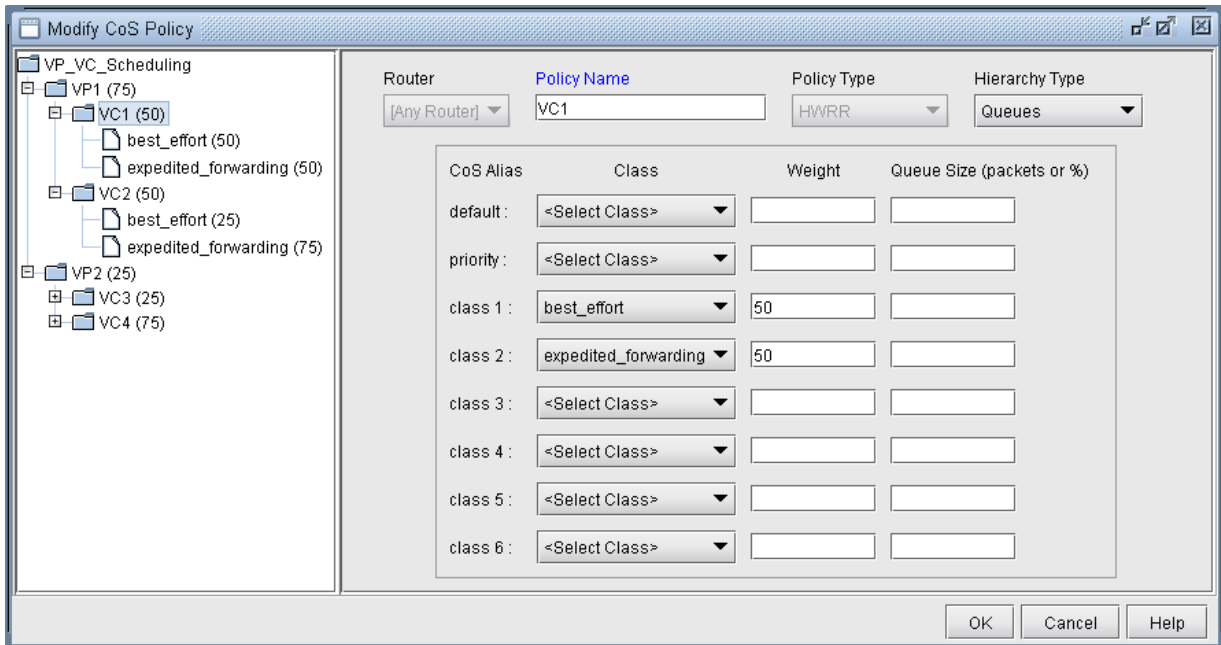 Modify CoS Policy
VP_VC_Scheduling
VP1 (75)
VC1 (50)
best_effort (50)
expedited_forwarding (50)
VC2 (50)
best_effort (25)
expedited_forwarding (75)
VP2 (25)
VC3 (25)
VC4 (75)
Router Policy Name Policy Type Hierarchy Type
[Any Router] VC1 HWRR Queues
CoS Alias Class Weight Queue Size (packets or %)
default : <Select Class>
priority : <Select Class>
class 1 : best_effort 50
class 2 : expedited_forwarding 50
class 3 : <Select Class>
class 4 : <Select Class>
class 5 : <Select Class>
class 6 : <Select Class>
OK Cancel Help